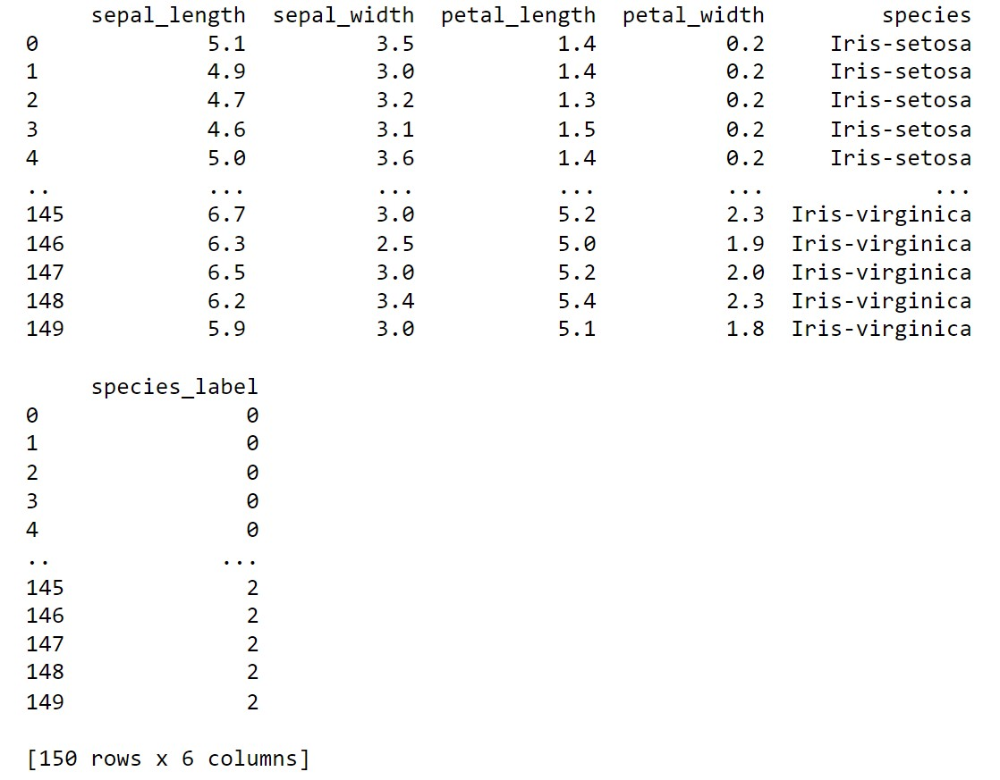 sepal_length sepal_width petal_length petal_width species
0 5.1 3.5 1.4 0.2 Iris-setosa
1 4.9 3.0 1.4 0.2 Iris-setosa
2 4.7 3.2 1.3 0.2 Iris-setosa
3 4.6 3.1 1.5 0.2 Iris-setosa
4 5.0 3.6 1.4 0.2 Iris-setosa
.. ... ... ... ... ...
145 6.7 3.0 5.2 2.3 Iris-virginica
146 6.3 2.5 5.0 1.9 Iris-virginica
147 6.5 3.0 5.2 2.0 Iris-virginica
148 6.2 3.4 5.4 2.3 Iris-virginica
149 5.9 3.0 5.1 1.8 Iris-virginica
species_label
0 0
1 0
2 0
3 0
4 0
.. ...
145 2
146 2
147 2
148 2
149 2
[150 rows x 6 columns]